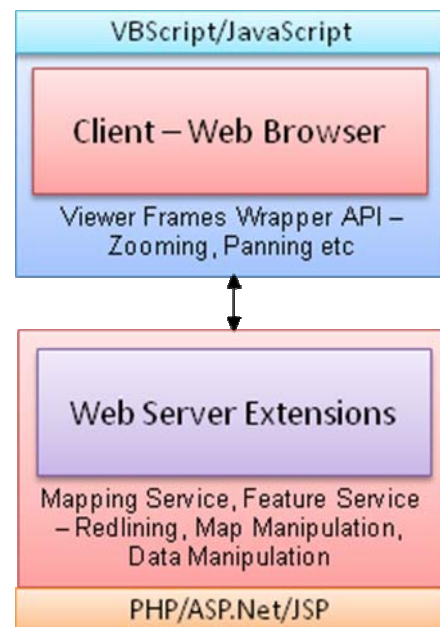 VBScript/JavaScript
Client – Web Browser
Viewer Frames Wrapper API –
Zooming, Panning etc
Web Server Extensions
Mapping Service, Feature Service
– Redlining, Map Manipulation,
Data Manipulation
PHP/ASP.Net/JSP